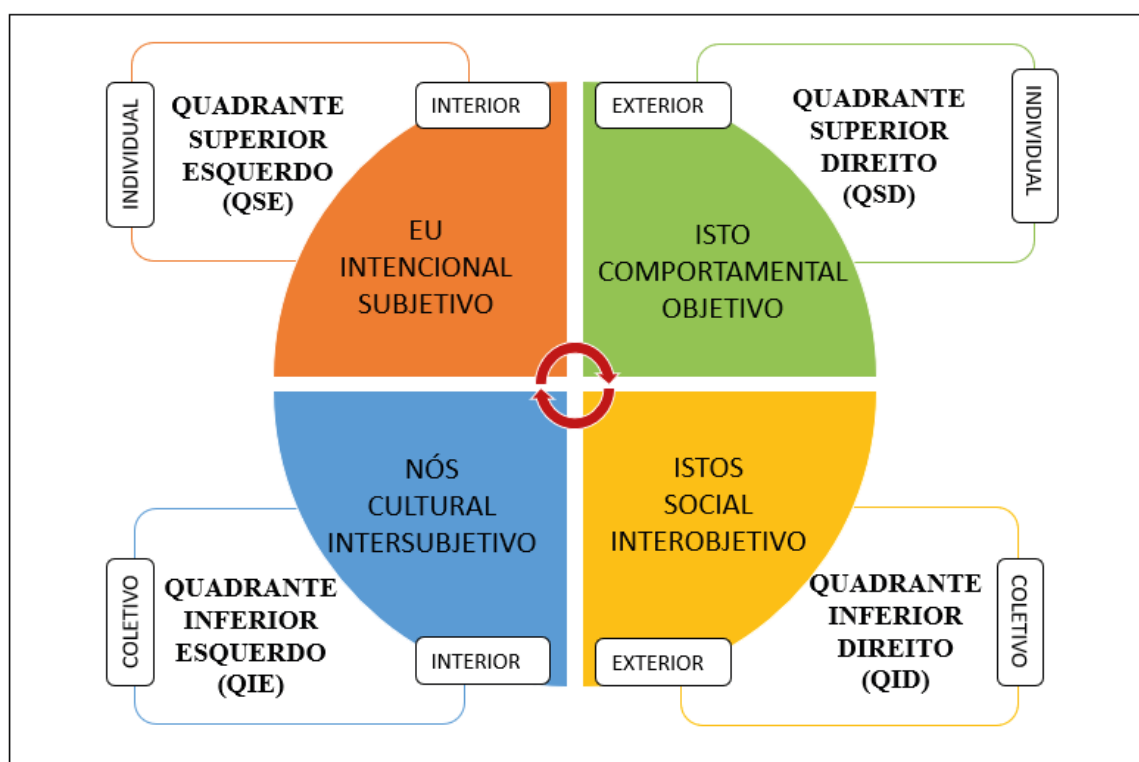 INDIVIDUAL
QUADRANTE
SUPERIOR
ESQUERDO
(QSE)
INTERIOR
EU
INTENCIONAL
SUBJETIVO
EXTERIOR
QUADRANTE
SUPERIOR
DIREITO
(QSD)
INDIVIDUAL
ISTO
COMPORTAMENTAL
OBJETIVO
NÓS
CULTURAL
INTERSUBJETIVO
COLETIVO
QUADRANTE
INFERIOR
ESQUERDO
(QIE)
INTERIOR
ISTOS
SOCIAL
INTEROBJETIVO
EXTERIOR
QUADRANTE
INFERIOR
DIREITO
(QID)
COLETIVO